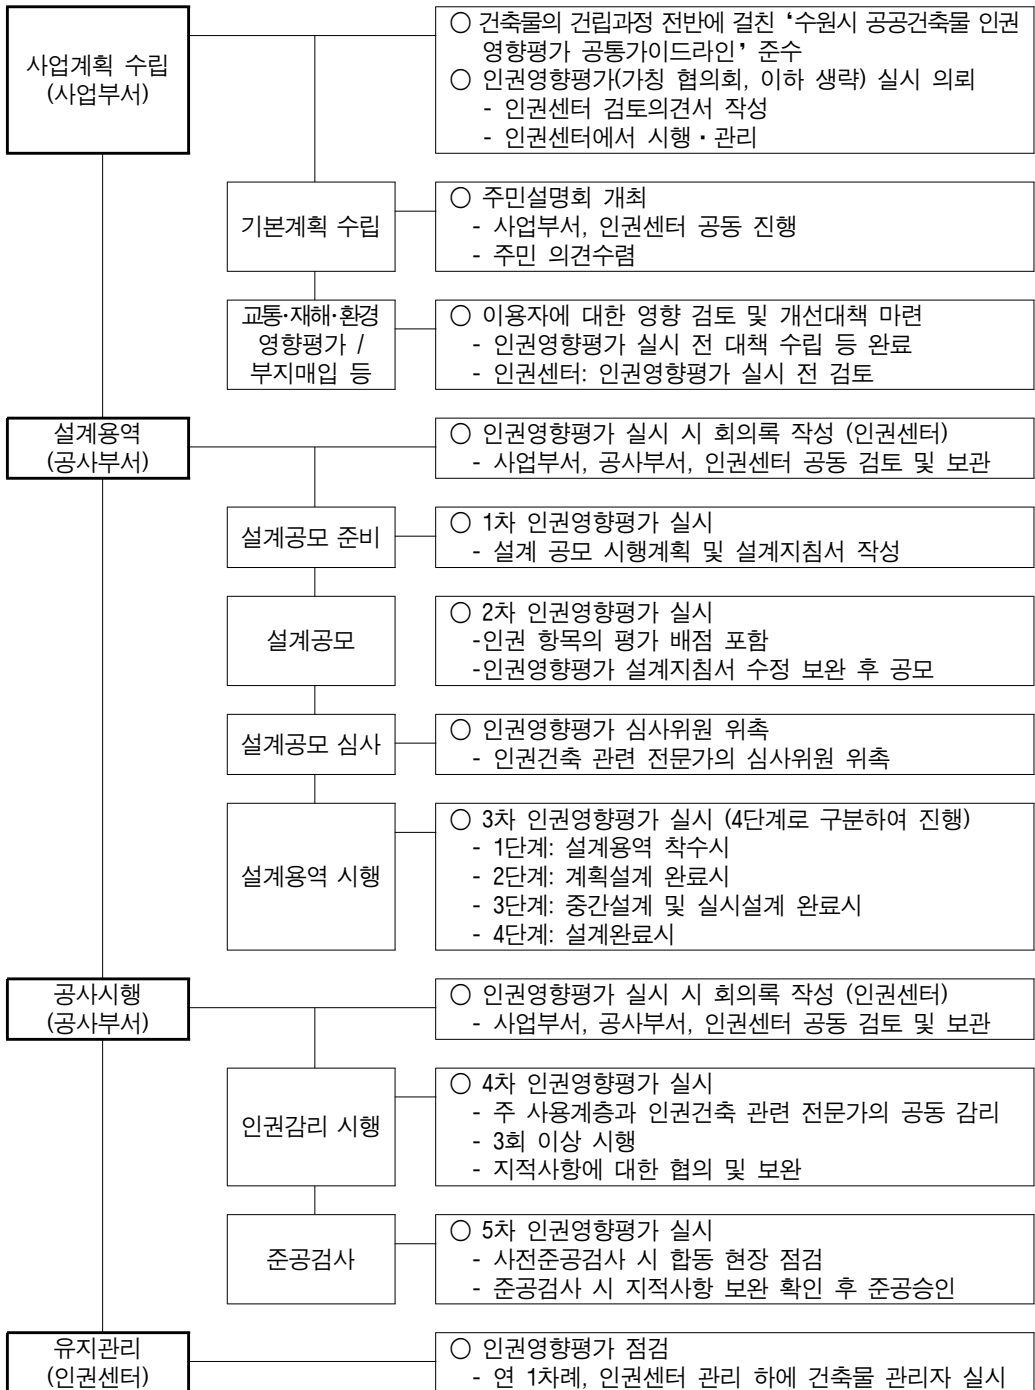 사업계획 수립
(사업부서)
○ 건축물의 건립과정 전반에 걸친 ‘수원시 공공건축물 인권
영향평가 공통가이드라인’ 준수
○ 인권영향평가(가칭 협의회, 이하 생략) 실시 의뢰
- 인권센터 검토의견서 작성
- 인권센터에서 시행・관리
기본계획 수립
○ 주민설명회 개최
- 사업부서, 인권센터 공동 진행
- 주민 의견수렴
교통·재해·환경
영향평가 /
부지매입 등
○ 이용자에 대한 영향 검토 및 개선대책 마련
- 인권영향평가 실시 전 대책 수립 등 완료
- 인권센터: 인권영향평가 실시 전 검토
설계용역
(공사부서)
○ 인권영향평가 실시 시 회의록 작성 (인권센터)
- 사업부서, 공사부서, 인권센터 공동 검토 및 보관
설계공모 준비
○ 1차 인권영향평가 실시
- 설계 공모 시행계획 및 설계지침서 작성
설계공모
○ 2차 인권영향평가 실시
-인권 항목의 평가 배점 포함
-인권영향평가 설계지침서 수정 보완 후 공모
설계공모 심사
○ 인권영향평가 심사위원 위촉
- 인권건축 관련 전문가의 심사위원 위촉
설계용역 시행
○ 3차 인권영향평가 실시 (4단계로 구분하여 진행)
- 1단계: 설계용역 착수시
- 2단계: 계획설계 완료시
- 3단계: 중간설계 및 실시설계 완료시
- 4단계: 설계완료시
공사시행
(공사부서)
○ 인권영향평가 실시 시 회의록 작성 (인권센터)
- 사업부서, 공사부서, 인권센터 공동 검토 및 보관
인권감리 시행
○ 4차 인권영향평가 실시
- 주 사용계층과 인권건축 관련 전문가의 공동 감리
- 3회 이상 시행
- 지적사항에 대한 협의 및 보완
준공검사
○ 5차 인권영향평가 실시
- 사전준공검사 시 합동 현장 점검
- 준공검사 시 지적사항 보완 확인 후 준공승인
유지관리
(인권센터)
○ 인권영향평가 점검
- 연 1차례, 인권센터 관리 하에 건축물 관리자 실시